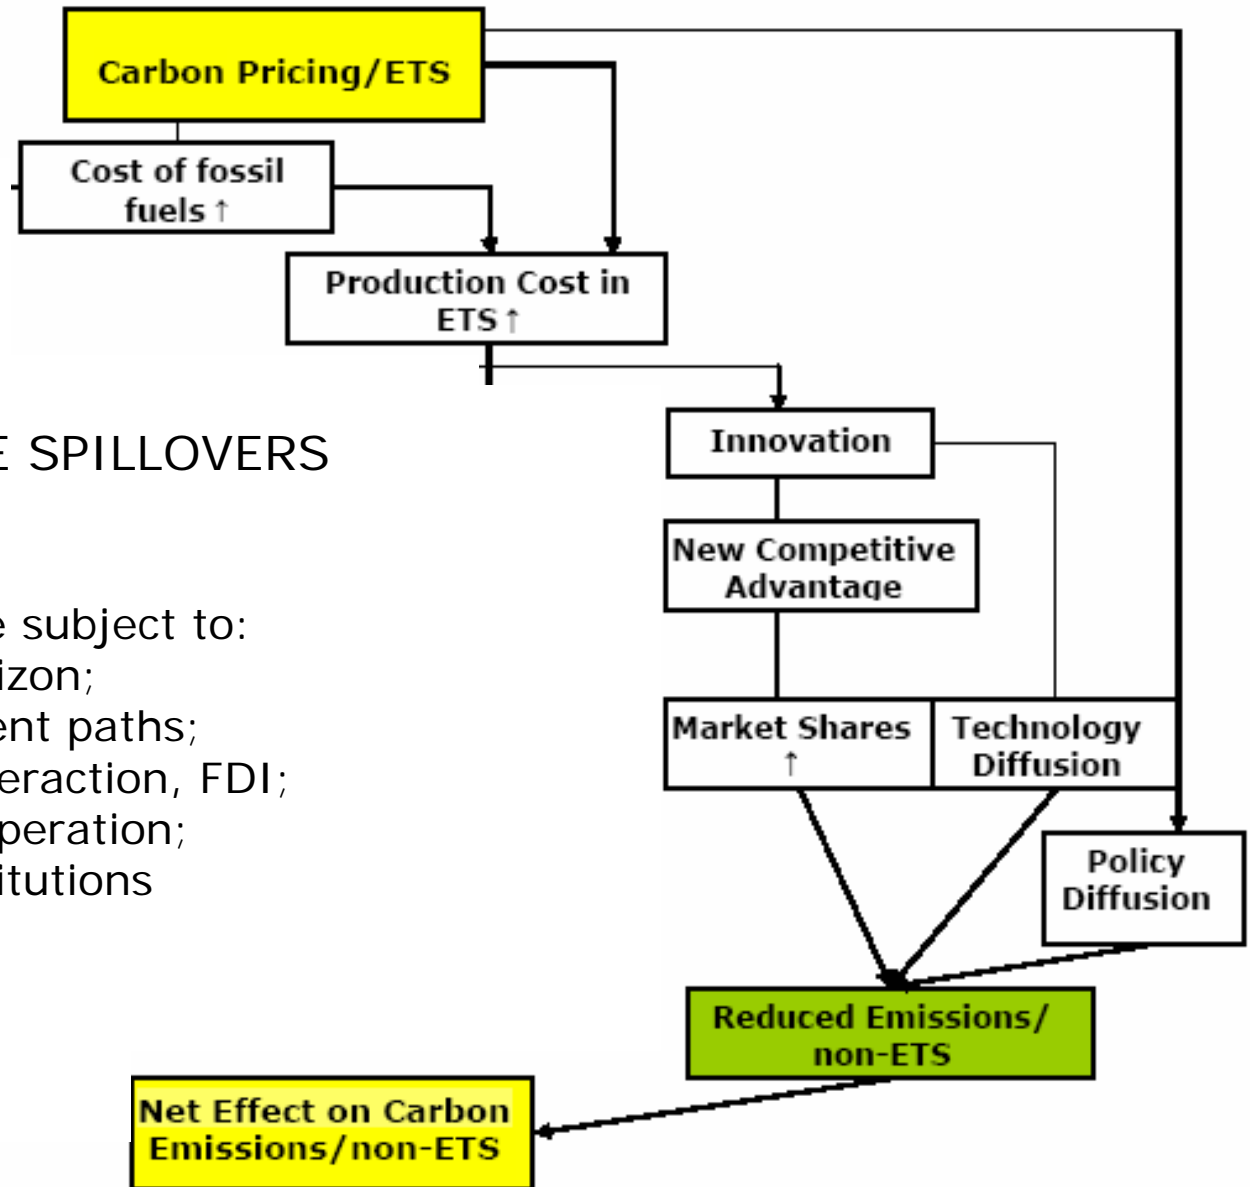 Carbon Pricing/ETS
Cost of fossil
fuels ↑
Production Cost in
ETS ↑
E SPILLOVERS
Innovation
New Competitive
Advantage
e subject to:
izon;
ent paths;
eraction, FDI;
peration;
itutions
Market Shares
↑
Technology
Diffusion
Policy
Diffusion
Reduced Emissions/
non-ETS
Net Effect on Carbon
Emissions/non-ETS